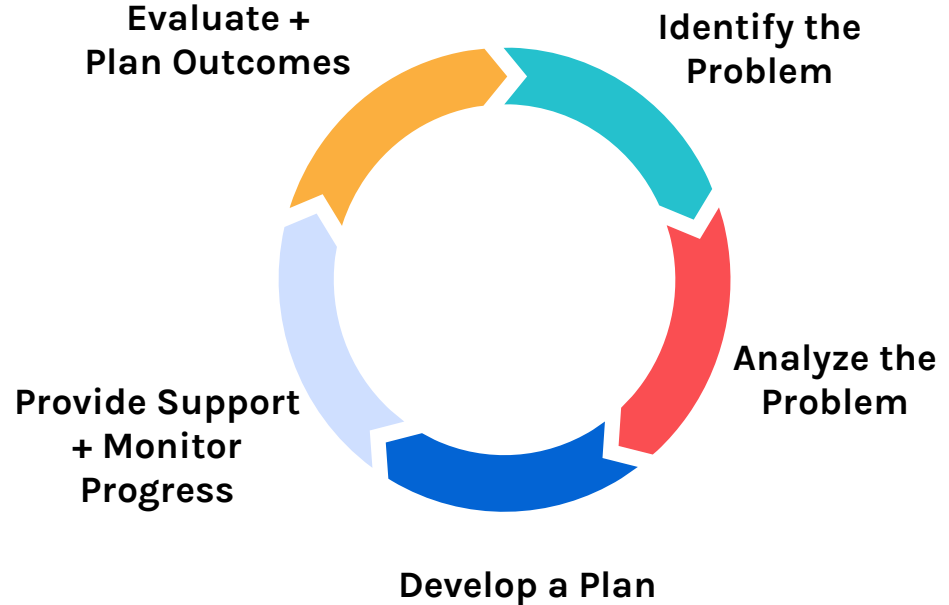 Evaluate +
Plan Outcomes
Identify the
Problem
Analyze the
Problem
Provide Support
+ Monitor
Progress
Develop a Plan